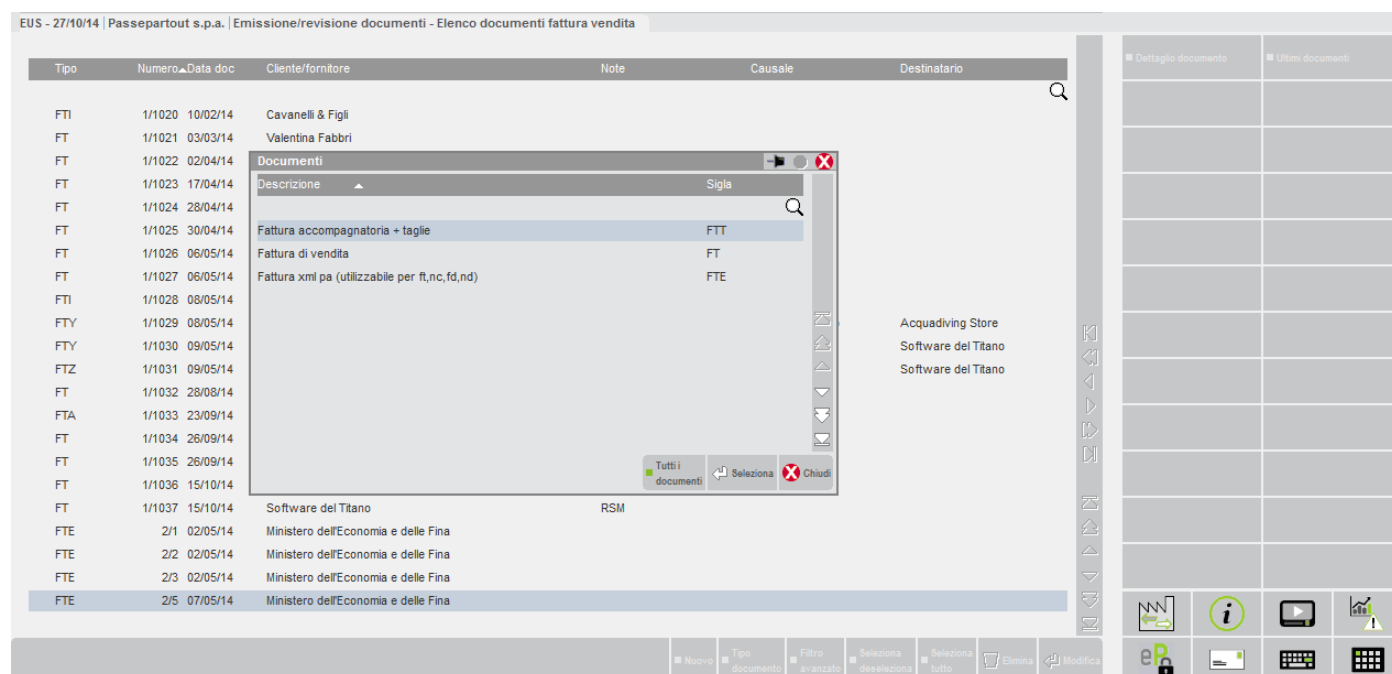 EUS - 27/10/14 | Passepartout s.p.a. | Emissione/revisione documenti - Elenco documenti fattura vendita
Dettaglio documento Ultimi documenti
Tipo Numero Data doc Cliente/fornitore Note Causale Destinatario
FTI 1/1020 10/02/14 Cavanelli & Figli
FT 1/1021 03/03/14 Valentina Fabbri
FT 1/1022 02/04/14
FT 1/1023 17/04/14
FT 1/1024 28/04/14
FT 1/1025 30/04/14
FT 1/1026 06/05/14
FT 1/1027 06/05/14
FTI 1/1028 08/05/14
FTY 1/1029 08/05/14 Acquadiving Store
FTY 1/1030 09/05/14 Software del Titano
FTZ 1/1031 09/05/14 Software del Titano
FT 1/1032 28/08/14
FTA 1/1033 23/09/14
FT 1/1034 26/09/14
FT 1/1035 26/09/14
FT 1/1036 15/10/14
FT 1/1037 15/10/14 Software del Titano RSM
FTE 2/1 02/05/14 Ministero dell'Economia e delle Fina
FTE 2/2 02/05/14 Ministero dell'Economia e delle Fina
FTE 2/3 02/05/14 Ministero dell'Economia e delle Fina
FTE 2/5 07/05/14 Ministero dell'Economia e delle Fina
Documenti
Descrizione Sigla
Fattura accompagnatoria + taglie FTT
Fattura di vendita FT
Fattura xml pa (utilizzabile per ft,nc,fd,nd) FTE
Tutti i
documenti
Seleziona
Chiudi
Nuovo
Tipo
documento
Filtro
avanzato
Seleziona
deseleziona
Seleziona
tutto
Elimina
Modifica